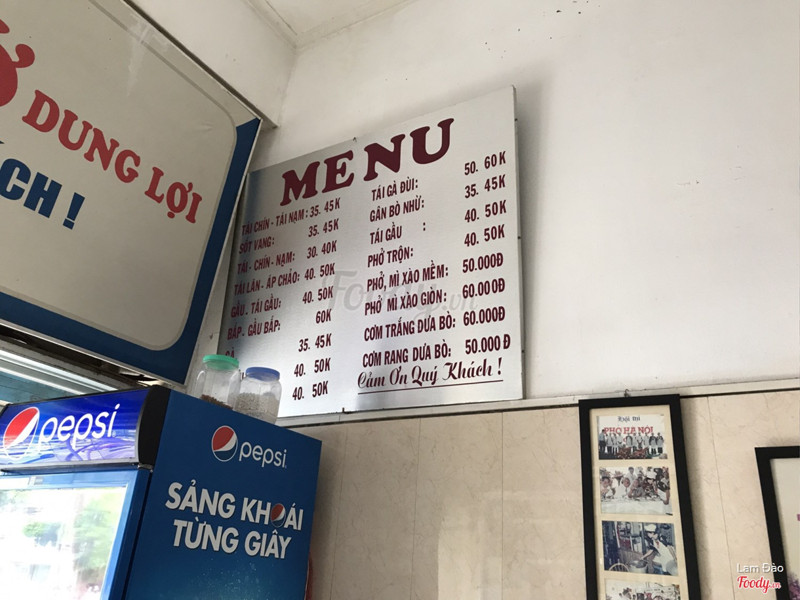 DUNG LỢI
CH !
MENU
TÁI CHÍN - TÁI NẠM : 35. 45K
SỐT VANG: 35. 45K
TÁI - CHÍN - NẠM: 30. 40K
TÁI LĂN - ÁP CHẢO: 40. 50K
GẦU - TÁI GẦU: 40. 50K
BẮP - GẦU BẮP: 60K
35. 45K
40. 50K
40. 50K
TÁI GÀ ĐÙI: 50. 60K
GÂN BÒ NHỪ: 35. 45K
TÁI GẦU : 40. 50K
PHỞ TRỘN: 40. 50K
PHỞ, MÌ XÀO MỀM: 50.000Đ
PHỞ MÌ XÀO GIÒN: 60.000Đ
CƠM TRẮNG DƯA BÒ: 60.000Đ
CƠM RANG DƯA BÒ: 50.000Đ
Cảm Ơn Quý Khách !
Foody.vn
pepsi
pepsi
SẢNG KHOÁI
TỪNG GIÂY
PHỞ HÀ NỘI
Lam Đào
Foody.vn